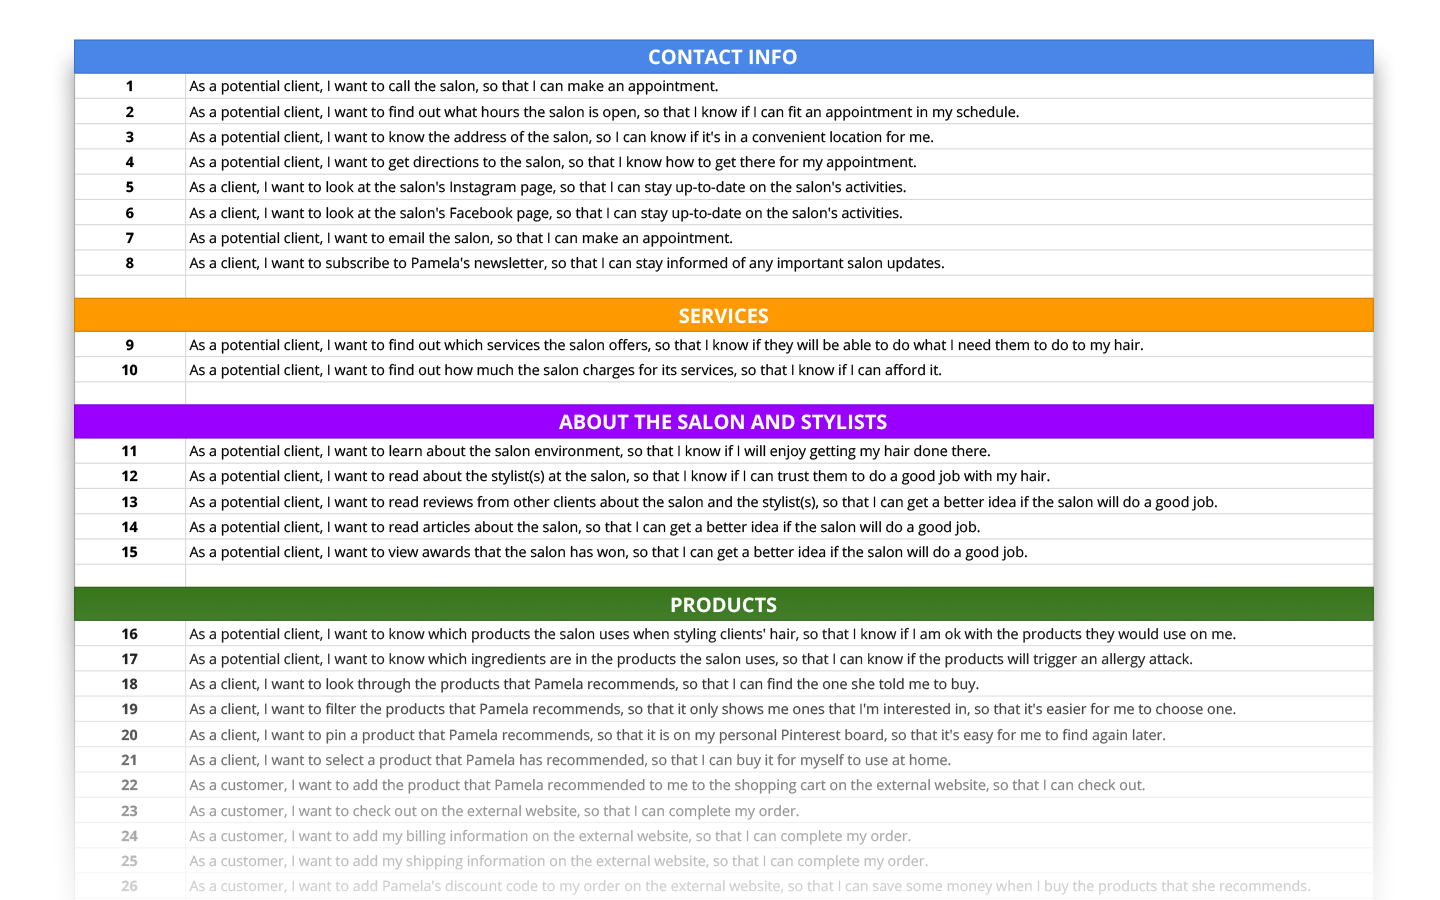 CONTACT INFO
1 As a potential client, I want to call the salon, so that I can make an appointment.
2 As a potential client, I want to find out what hours the salon is open, so that I know if I can fit an appointment in my schedule.
3 As a potential client, I want to know the address of the salon, so I can know if it's in a convenient location for me.
4 As a potential client, I want to get directions to the salon, so that I know how to get there for my appointment.
5 As a client, I want to look at the salon's Instagram page, so that I can stay up-to-date on the salon's activities.
6 As a client, I want to look at the salon's Facebook page, so that I can stay up-to-date on the salon's activities.
7 As a potential client, I want to email the salon, so that I can make an appointment.
8 As a client, I want to subscribe to Pamela's newsletter, so that I can stay informed of any important salon updates.
SERVICES
9 As a potential client, I want to find out which services the salon offers, so that I know if they will be able to do what I need them to do to my hair.
10 As a potential client, I want to find out how much the salon charges for its services, so that I know if I can afford it.
ABOUT THE SALON AND STYLISTS
11 As a potential client, I want to learn about the salon environment, so that I know if I will enjoy getting my hair done there.
12 As a potential client, I want to read about the stylist(s) at the salon, so that I know if I can trust them to do a good job with my hair.
13 As a potential client, I want to read reviews from other clients about the salon and the stylist(s), so that I can get a better idea if the salon will do a good job.
14 As a potential client, I want to read articles about the salon, so that I can get a better idea if the salon will do a good job.
15 As a potential client, I want to view awards that the salon has won, so that I can get a better idea if the salon will do a good job.
PRODUCTS
16 As a potential client, I want to know which products the salon uses when styling clients' hair, so that I know if I am ok with the products they would use on me.
17 As a potential client, I want to know which ingredients are in the products the salon uses, so that I can know if the products will trigger an allergy attack.
18 As a client, I want to look through the products that Pamela recommends, so that I can find the one she told me to buy.
19 As a client, I want to filter the products that Pamela recommends, so that it only shows me ones that I'm interested in, so that it's easier for me to choose one.
20 As a client, I want to pin a product that Pamela recommends, so that it is on my personal Pinterest board, so that it's easy for me to find again later.
21 As a client, I want to select a product that Pamela has recommended, so that I can buy it for myself to use at home.
22 As a customer, I want to add the product that Pamela recommended to me to the shopping cart on the external website, so that I can check out.
23 As a customer, I want to check out on the external website, so that I can complete my order.
24 As a customer, I want to add my billing information on the external website, so that I can complete my order.
25 As a customer, I want to add my shipping information on the external website, so that I can complete my order.
26 As a customer, I want to add Pamela's discount code to my order on the external website, so that I can save some money when I buy the products that she recommends.